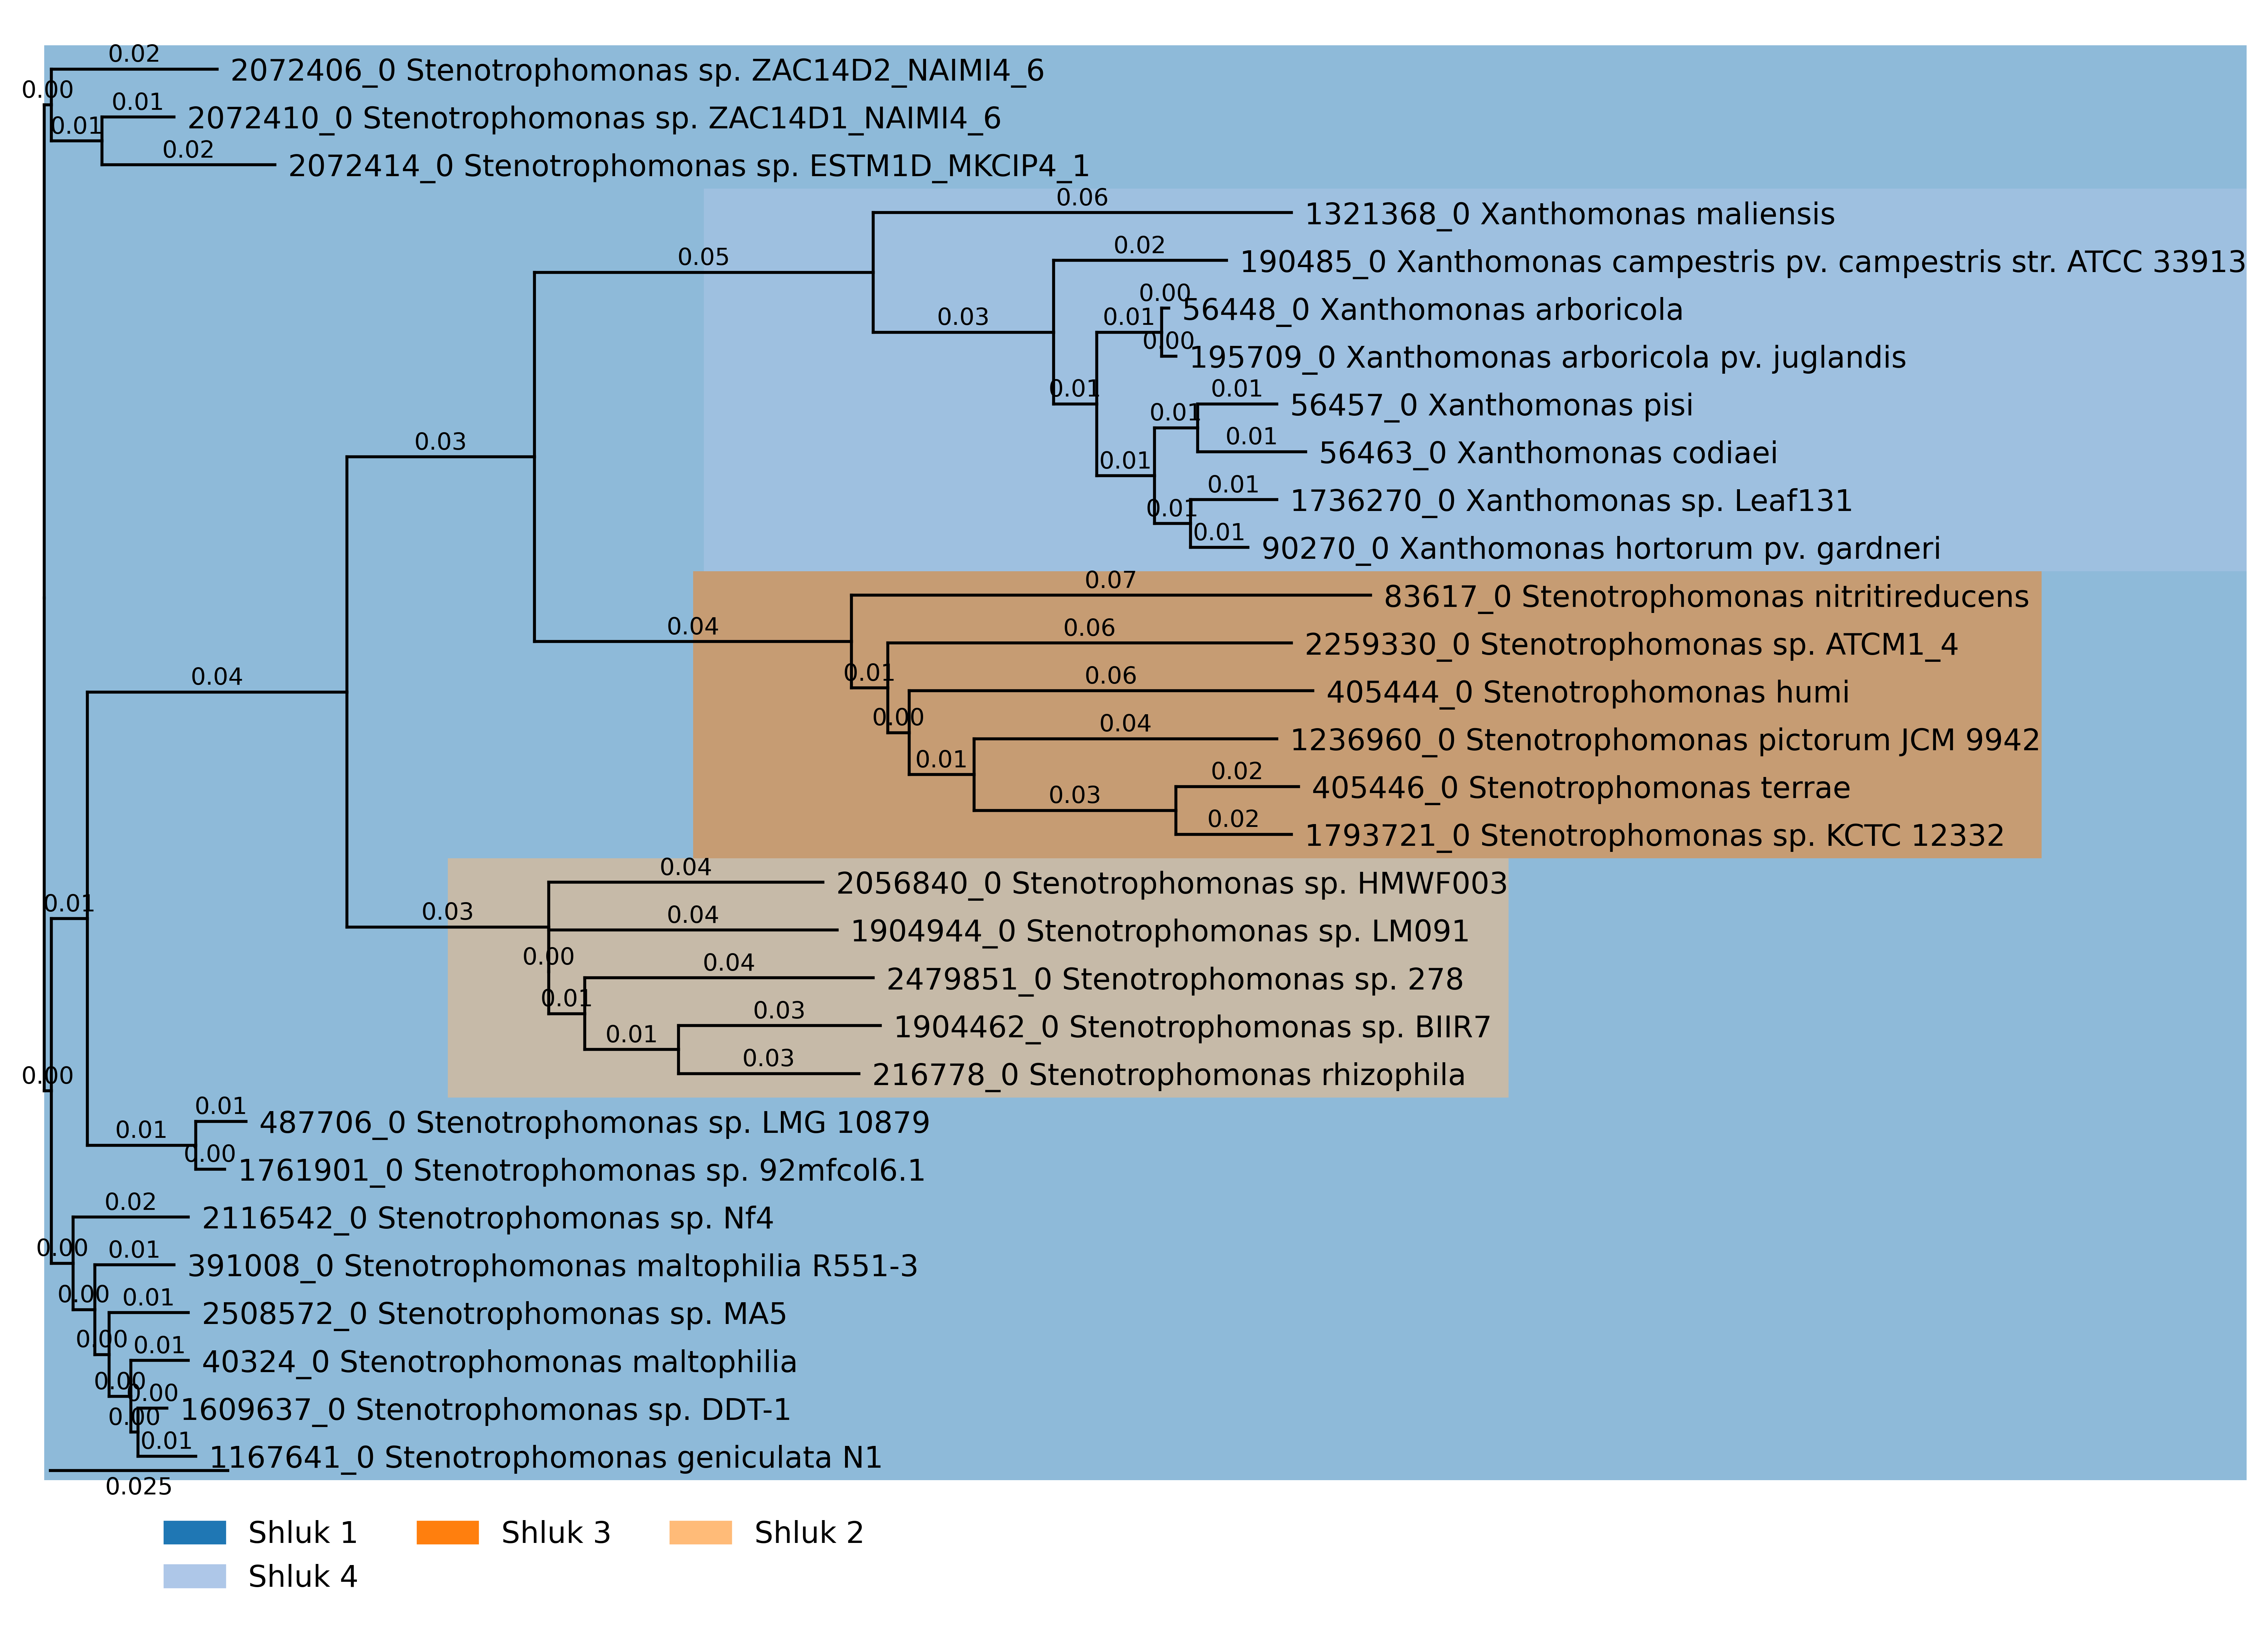 0.02
2072406_0 Stenotrophomonas sp. ZAC14D2_NAIMI4_6
0.00
0.01
2072410_0 Stenotrophomonas sp. ZAC14D1_NAIMI4_6
0.01
0.02
2072414_0 Stenotrophomonas sp. ESTM1D_MKCIP4_1
0.06
1321368_0 Xanthomonas maliensis
0.05
0.02
190485_0 Xanthomonas campestris pv. campestris str. ATCC 33913
0.03
0.00
56448_0 Xanthomonas arboricola
0.01
0.00
195709_0 Xanthomonas arboricola pv. juglandis
0.01
0.01
56457_0 Xanthomonas pisi
0.01
0.01
56463_0 Xanthomonas codiaei
0.03
0.01
0.01
1736270_0 Xanthomonas sp. Leaf131
0.01
0.01
90270_0 Xanthomonas hortorum pv. gardneri
0.07
83617_0 Stenotrophomonas nitritireducens
0.04
0.06
2259330_0 Stenotrophomonas sp. ATCM1_4
0.04
0.01
0.06
405444_0 Stenotrophomonas humi
0.00
0.04
1236960_0 Stenotrophomonas pictorum JCM 9942
0.01
0.02
405446_0 Stenotrophomonas terrae
0.03
0.02
1793721_0 Stenotrophomonas sp. KCTC 12332
0.04
2056840_0 Stenotrophomonas sp. HMWF003
0.01
0.03
0.04
1904944_0 Stenotrophomonas sp. LM091
0.00
0.04
2479851_0 Stenotrophomonas sp. 278
0.01
0.03
1904462_0 Stenotrophomonas sp. BIIR7
0.01
0.03
216778_0 Stenotrophomonas rhizophila
0.00
0.01
487706_0 Stenotrophomonas sp. LMG 10879
0.01
0.00
1761901_0 Stenotrophomonas sp. 92mfcol6.1
0.02
2116542_0 Stenotrophomonas sp. Nf4
0.00
0.01
391008_0 Stenotrophomonas maltophilia R551-3
0.00
0.01
2508572_0 Stenotrophomonas sp. MA5
0.00
0.01
40324_0 Stenotrophomonas maltophilia
0.00
0.00
1609637_0 Stenotrophomonas sp. DDT-1
0.00
0.01
1167641_0 Stenotrophomonas geniculata N1
0.025
Shluk 1
Shluk 3
Shluk 2
Shluk 4